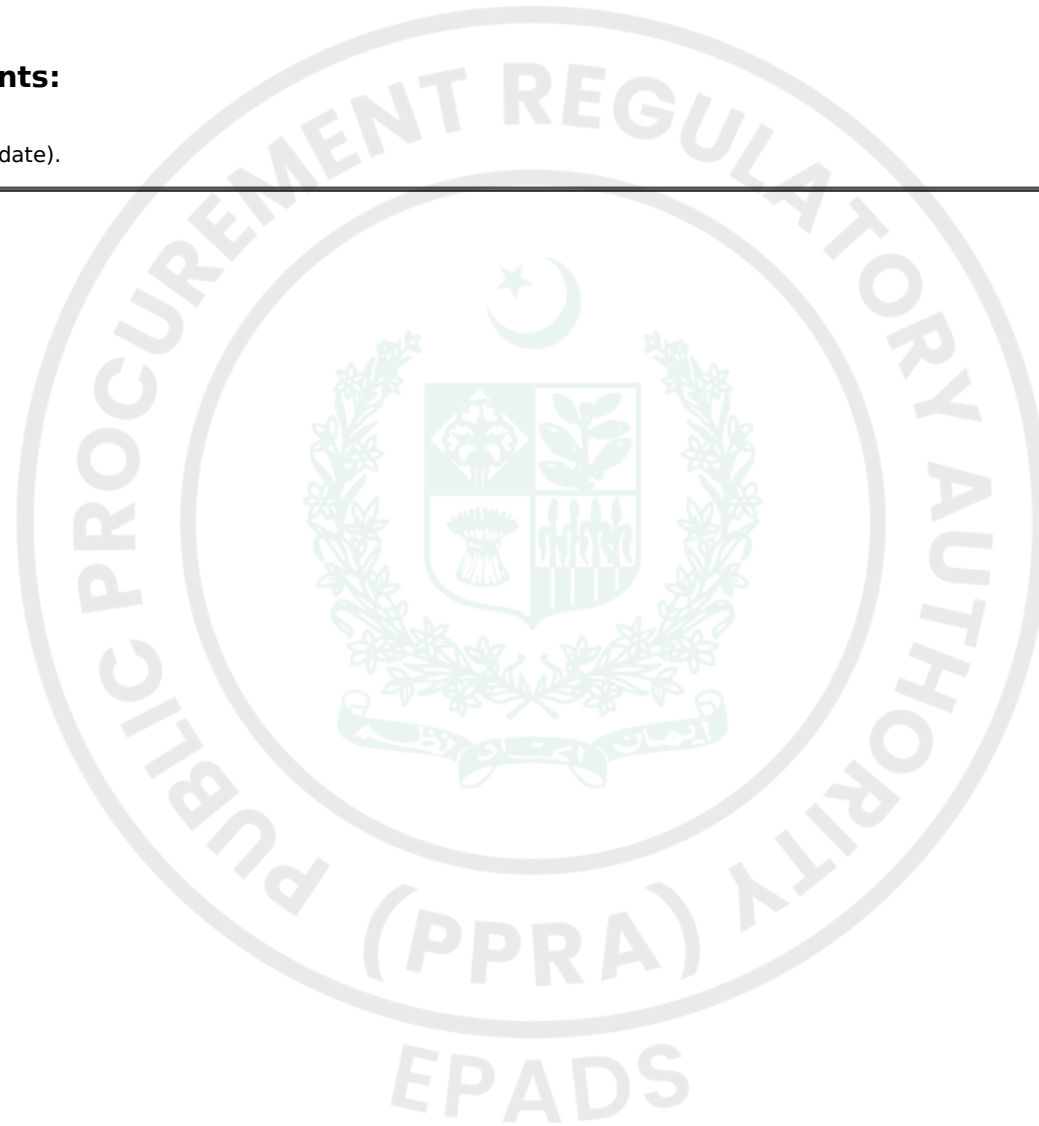 nts:
date).
PUBLIC PROCUREMENT REGULATORY AUTHORITY
(PPRA)
EPADS